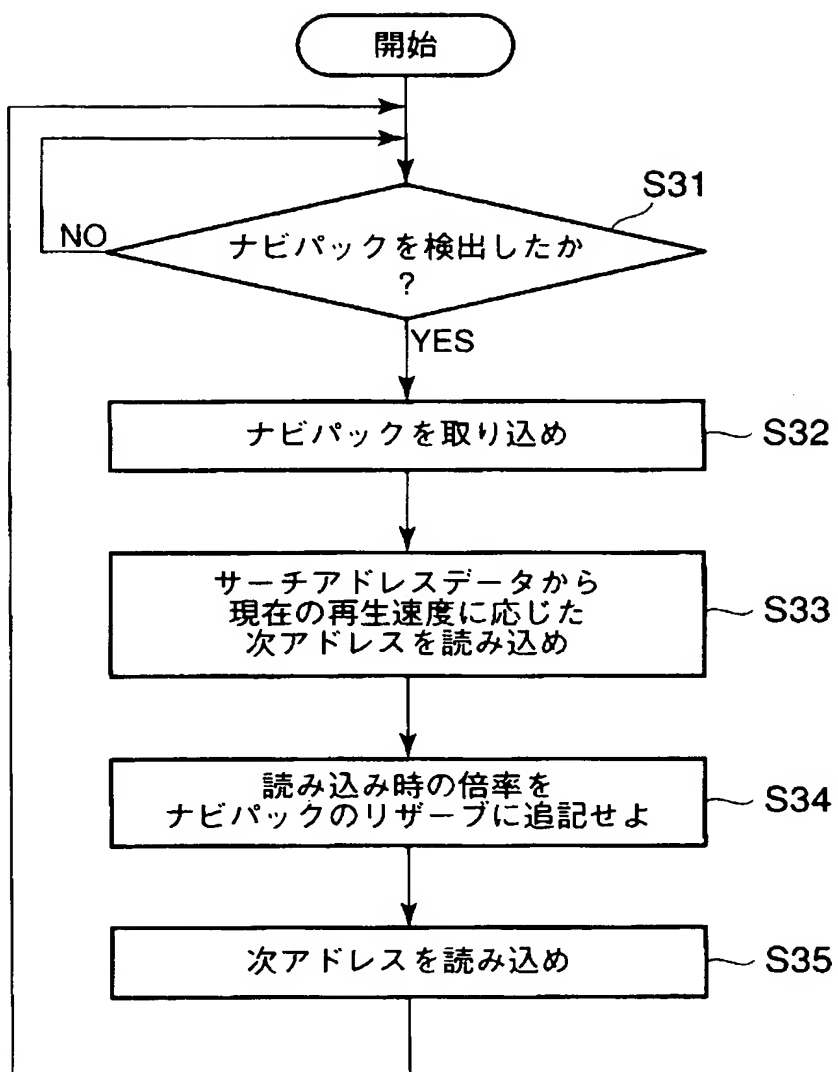 開始
S31
NO
ナビパックを検出したか
?
YES
ナビパックを取り込め
S32
サーチアドレスデータから
現在の再生速度に応じた
次アドレスを読み込め
S33
読み込み時の倍率を
ナビパックのリザーブに追記せよ
S34
次アドレスを読み込め
S35